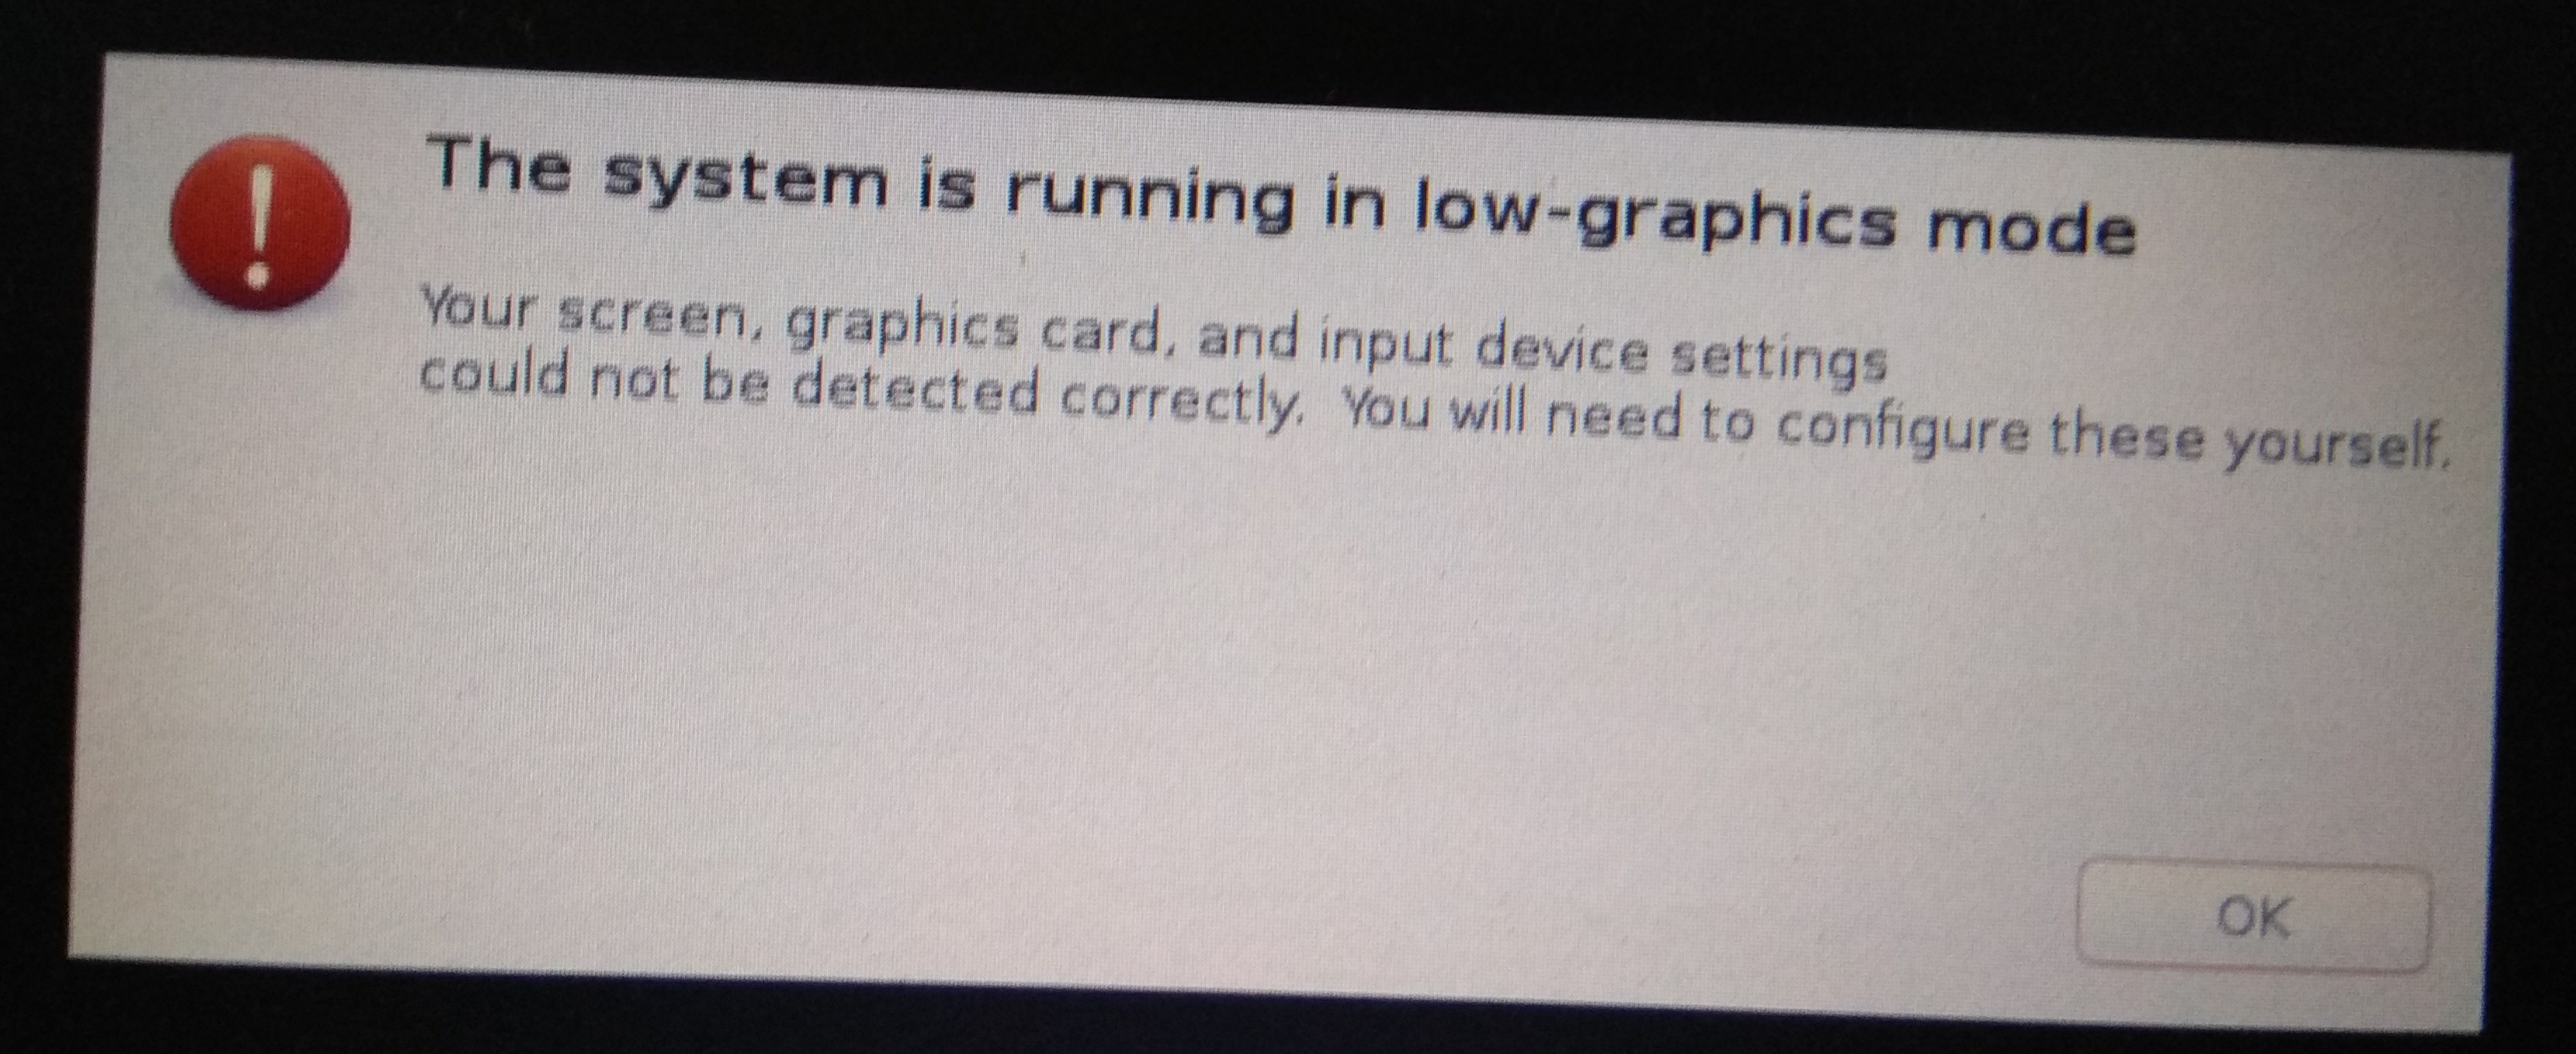 The system is running in low-graphics mode
Your screen, graphics card, and input device settings
could not be detected correctly.  You will need to configure these yourself.
OK